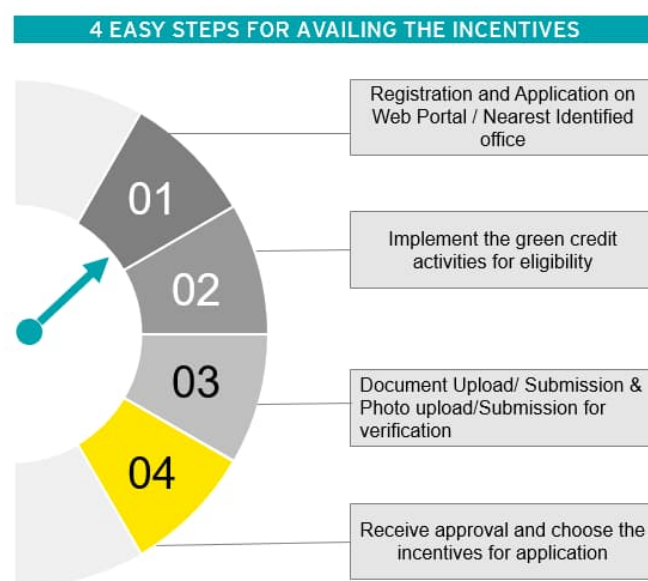 4 EASY STEPS FOR AVAILING THE INCENTIVES
01
Registration and Application on
Web Portal / Nearest Identified
office
02
Implement the green credit
activities for eligibility
03
Document Upload/ Submission &
Photo upload/Submission for
verification
04
Receive approval and choose the
incentives for application